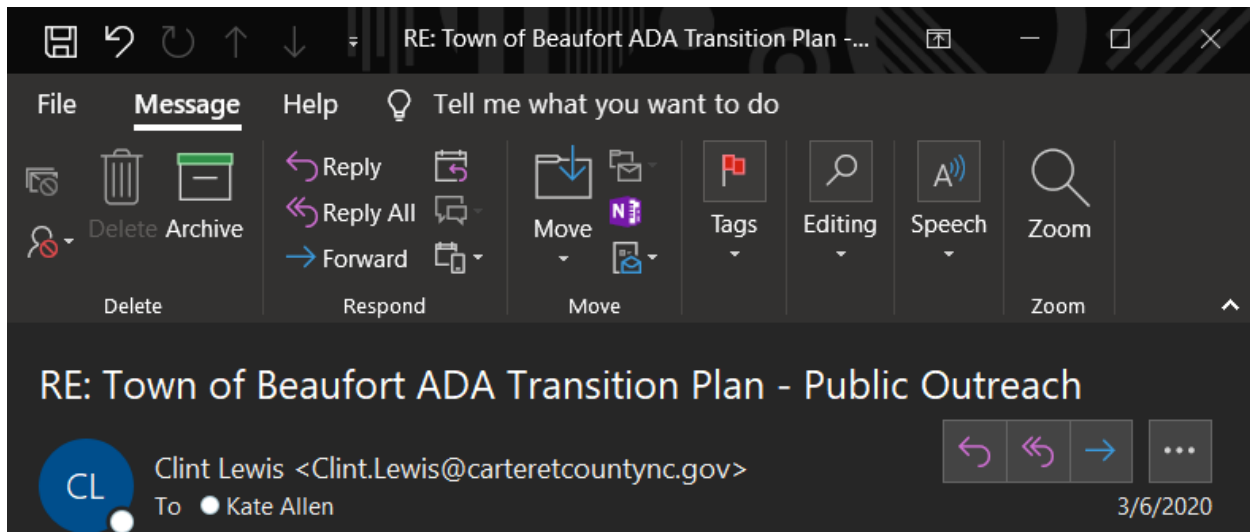 RE: Town of Beaufort ADA Transition Plan -...
File Message Help Tell me what you want to do
Delete Archive
Reply
Reply All
Forward
Move
Tags
Editing
Speech
Zoom
Delete Respond Move Zoom
RE: Town of Beaufort ADA Transition Plan - Public Outreach
CL
Clint Lewis <Clint.Lewis@carteretcountync.gov>
To Kate Allen
3/6/2020